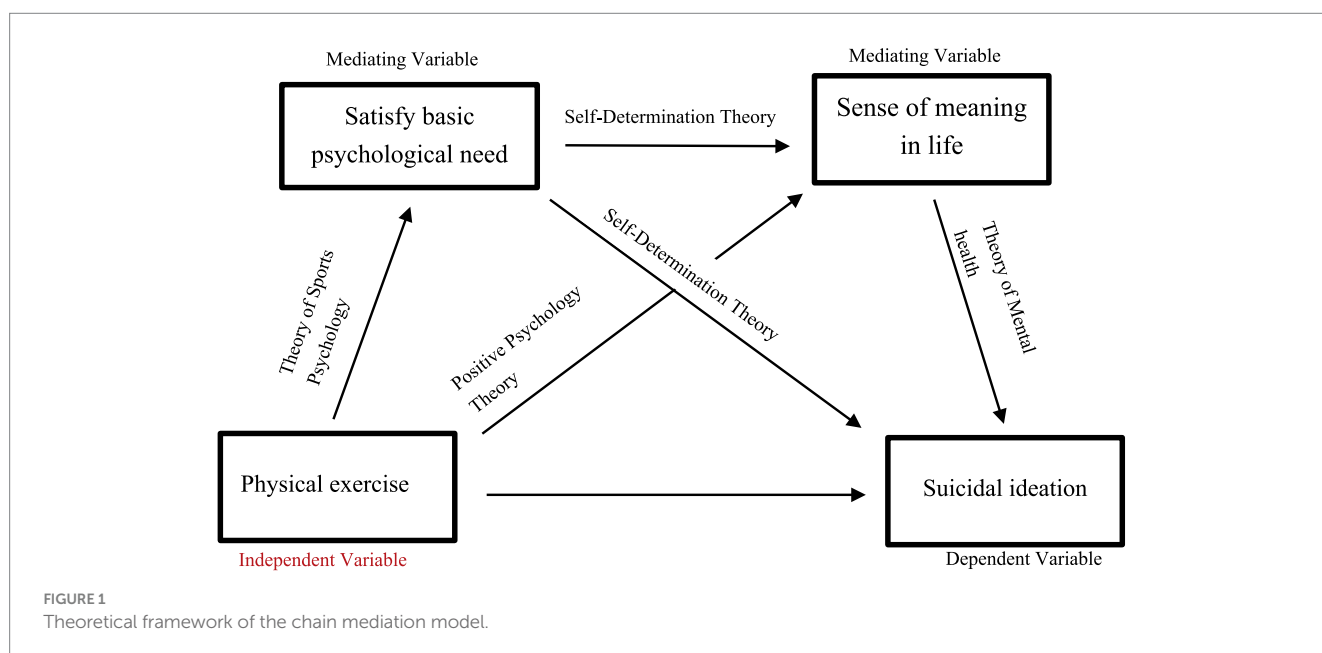 Mediating Variable
Satisfy basic
psychological need
Mediating Variable
Sense of meaning
in life
Self-Determination Theory
Theory of Sports
Psychology
Positive Psychology
Theory
Self-Determination Theory
Theory of Mental
health
Physical exercise
Independent Variable
Suicidal ideation
Dependent Variable
FIGURE 1
Theoretical framework of the chain mediation model.